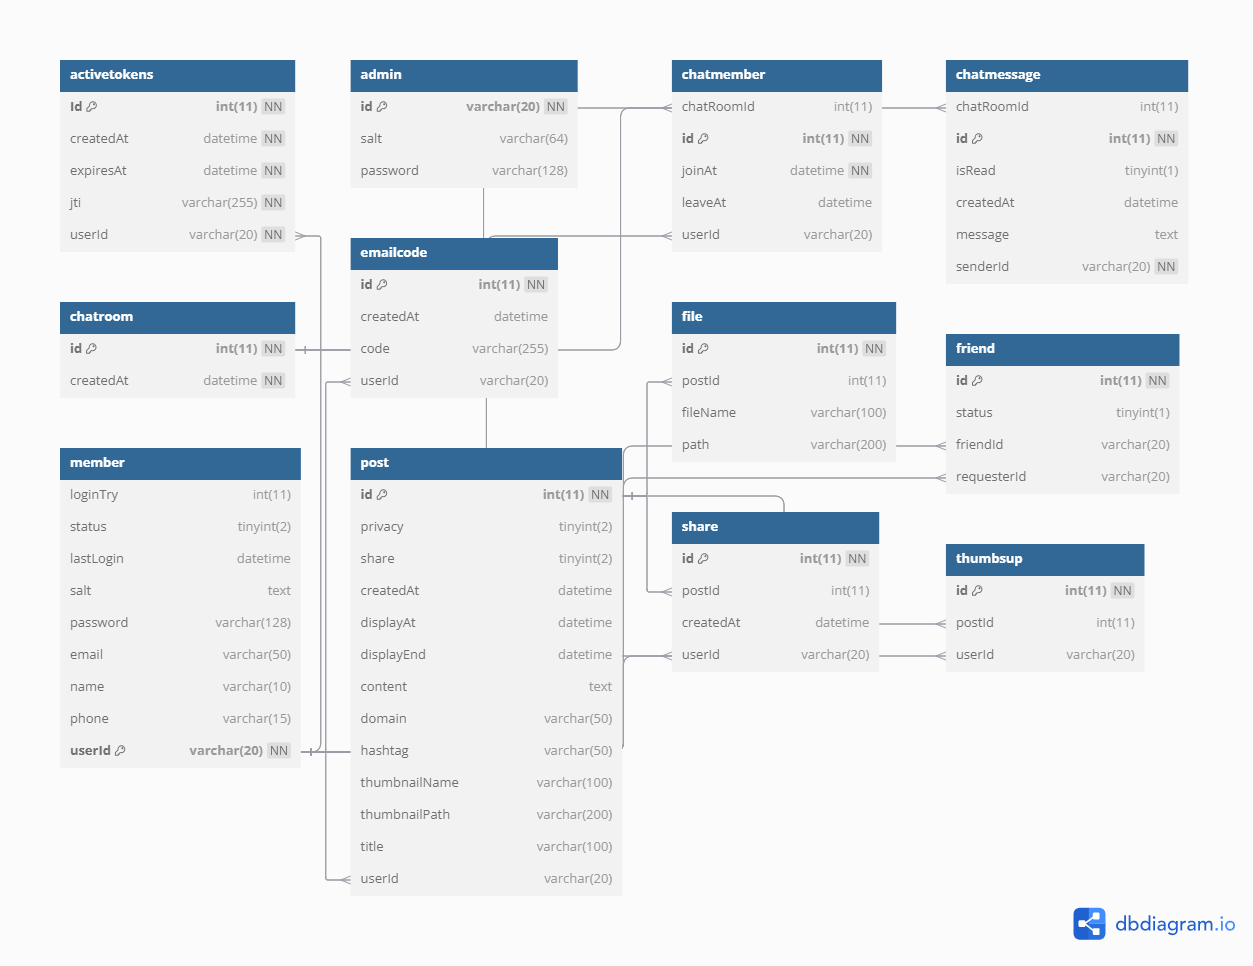 activetokens
Id int(11) NN
createdAt datetime NN
expiresAt datetime NN
jti varchar(255) NN
userId varchar(20) NN
admin
id varchar(20) NN
salt varchar(64)
password varchar(128)
chatmember
chatRoomId int(11)
id int(11) NN
joinAt datetime NN
leaveAt datetime
userId varchar(20)
chatmessage
chatRoomId int(11)
id int(11) NN
isRead tinyint(1)
createdAt datetime
message text
senderId varchar(20) NN
emailcode
id int(11) NN
createdAt datetime
code varchar(255)
userId varchar(20)
chatroom
id int(11) NN
createdAt datetime NN
file
id int(11) NN
postId int(11)
fileName varchar(100)
path varchar(200)
friend
id int(11) NN
status tinyint(1)
friendId varchar(20)
requesterId varchar(20)
member
loginTry int(11)
status tinyint(2)
lastLogin datetime
salt text
password varchar(128)
email varchar(50)
name varchar(10)
phone varchar(15)
userId varchar(20) NN
post
id int(11) NN
privacy tinyint(2)
share tinyint(2)
createdAt datetime
displayAt datetime
displayEnd datetime
content text
domain varchar(50)
hashtag varchar(50)
thumbnailName varchar(100)
thumbnailPath varchar(200)
title varchar(100)
userId varchar(20)
share
id int(11) NN
postId int(11)
createdAt datetime
userId varchar(20)
thumbsup
id int(11) NN
postId int(11)
userId varchar(20)
dbdiagram.io